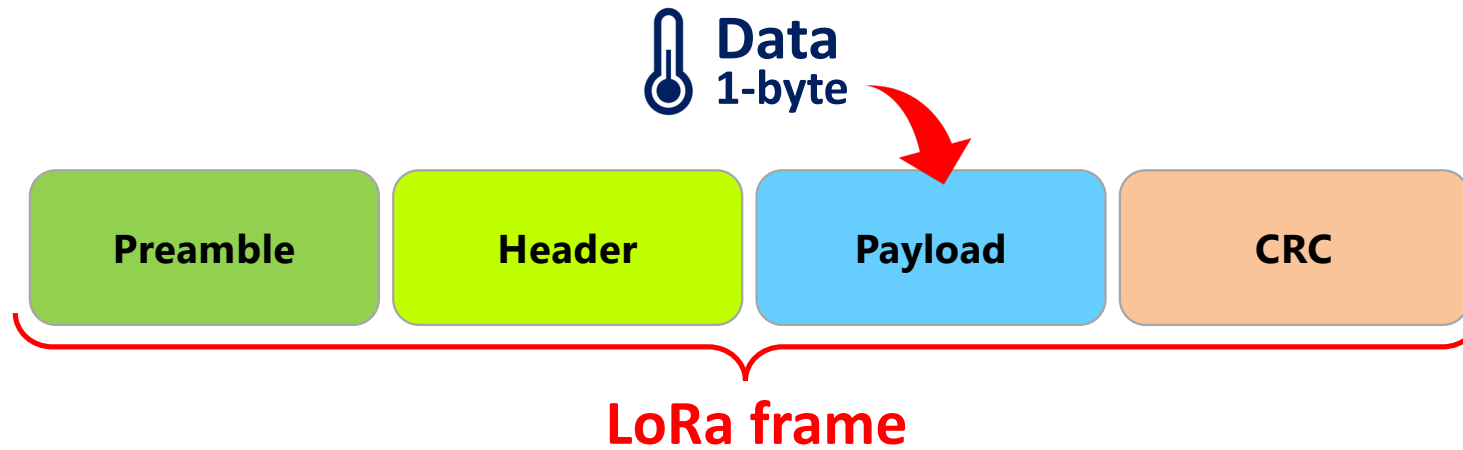 Data
1-byte
Preamble
Header
Payload
CRC
LoRa frame